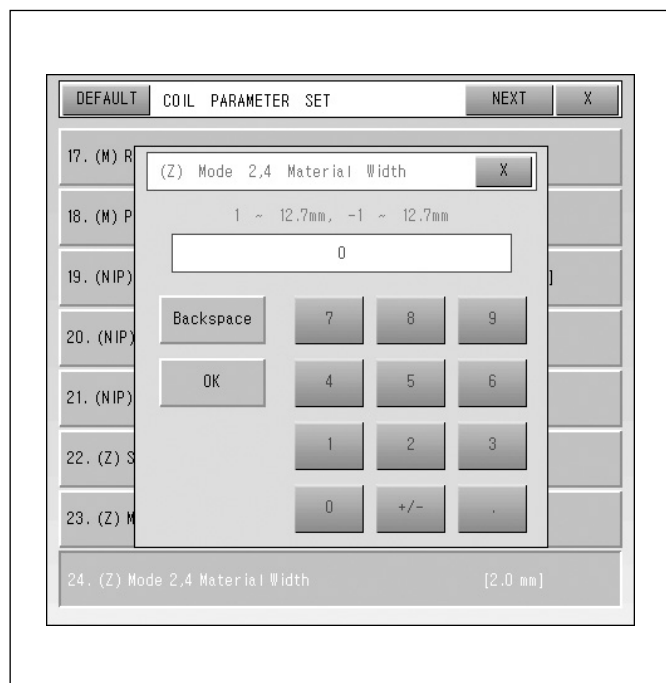 DEFAULT COIL PARAMETER SET NEXT X
17. (M) R
(Z) Mode 2,4 Material Width X
18. (M) P
1 ~ 12.7mm, -1 ~ 12.7mm
0
19. (NIP) ]
Backspace 7 8 9
20. (NIP)
OK 4 5 6
21. (NIP)
1 2 3
22. (Z) S
0 +/- .
23. (Z) M
24. (Z) Mode 2,4 Material Width [2.0 mm]